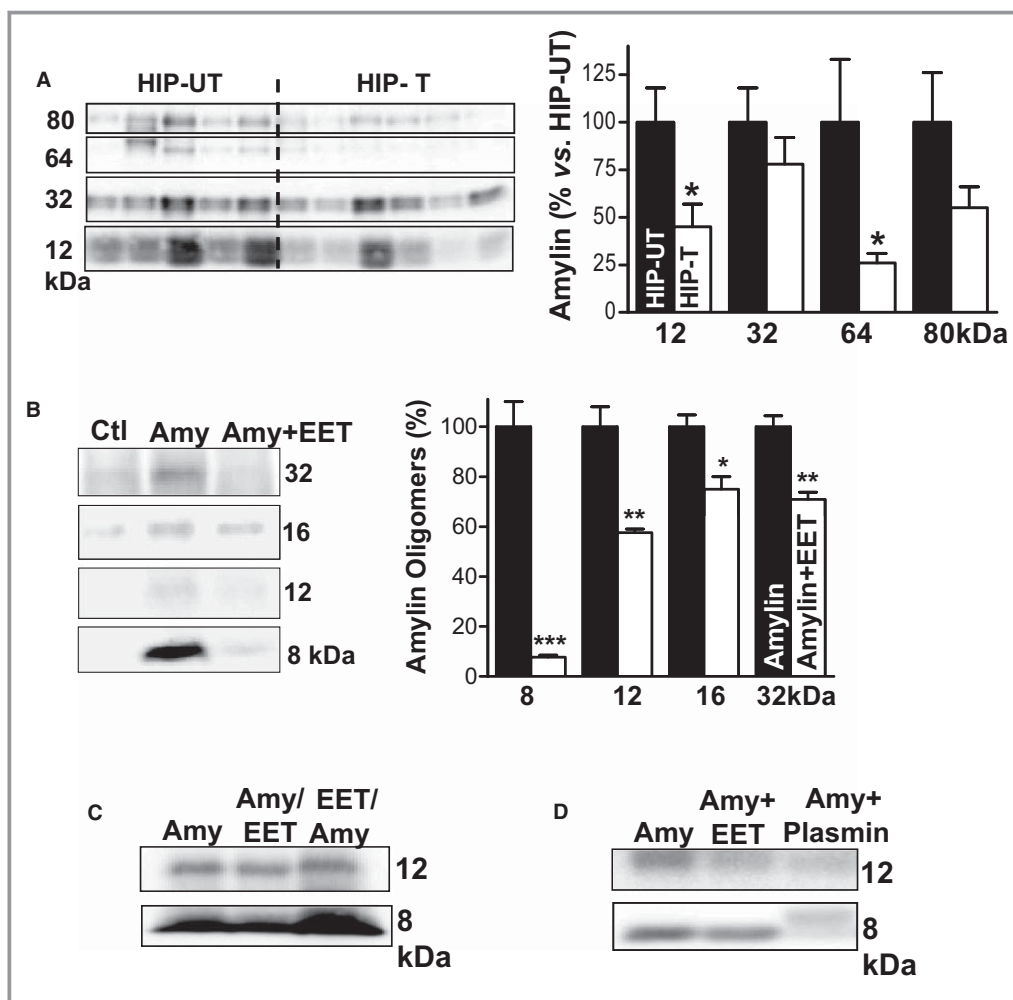 A
HIP-UT HIP- T
80
64
32
12
kDa
Amylin (% vs. HIP-UT)
125
100
75
50
25
0
HIP-UT
HIP-T
*
*
12 32 64 80kDa
B
Ctl Amy Amy+EET
32
16
12
8 kDa
Amylin Oligomers (%)
100
80
60
40
20
0
***
**
*
**
Amylin
Amylin+EET
8 12 16 32kDa
C
Amy Amy/ EET EET/ Amy
12
8
kDa
D
Amy Amy+ EET Amy+ Plasmin
12
8
kDa